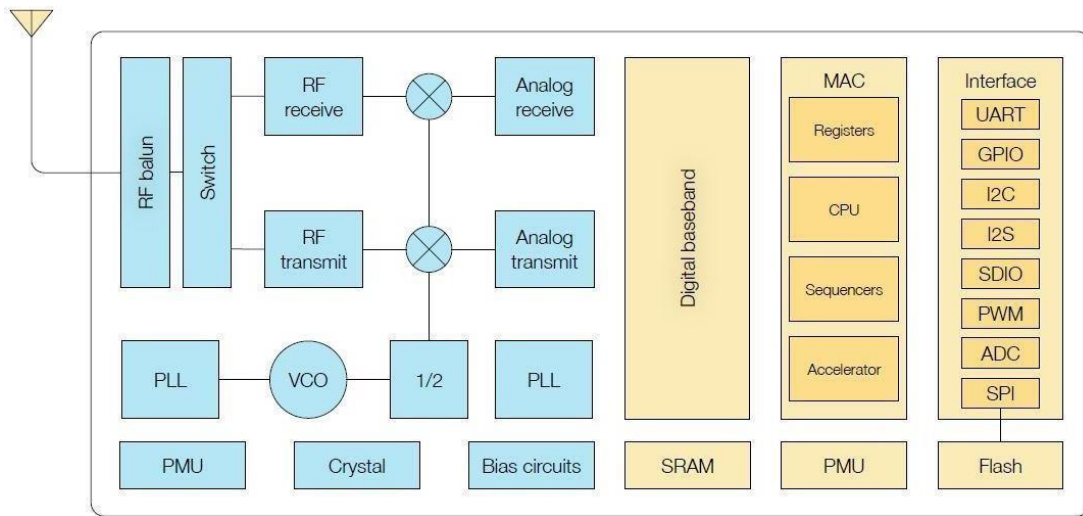 RF balun
Switch
RF
receive
Analog
receive
RF
transmit
Analog
transmit
PLL
VCO
1/2
PLL
PMU
Crystal
Bias circuits
Digital baseband
SRAM
MAC
Registers
CPU
Sequencers
Accelerator
PMU
Interface
UART
GPIO
I2C
I2S
SDIO
PWM
ADC
SPI
Flash